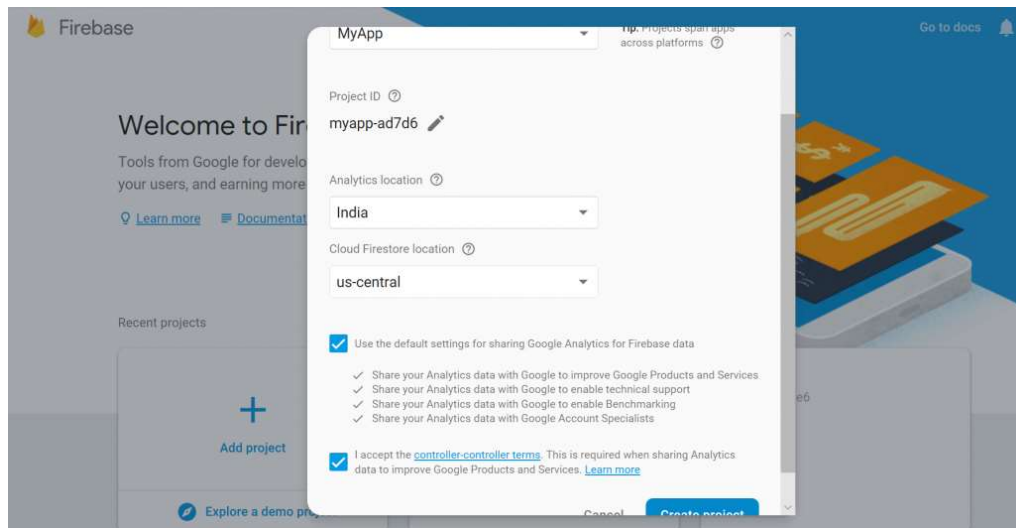 Firebase
Go to docs
MyApp
Tip: Projects span apps
across platforms
Project ID
myapp-ad7d6
Welcome to Fir
Tools from Google for develo
your users, and earning more
Learn more
Documentat
Analytics location
India
Cloud Firestore location
us-central
Recent projects
Use the default settings for sharing Google Analytics for Firebase data
Share your Analytics data with Google to improve Google Products and Services
Share your Analytics data with Google to enable technical support
Share your Analytics data with Google to enable Benchmarking
Share your Analytics data with Google Account Specialists
e6
Add project
I accept the controller-controller terms. This is required when sharing Analytics
data to improve Google Products and Services. Learn more
Explore a demo pro
Cancel
Create project